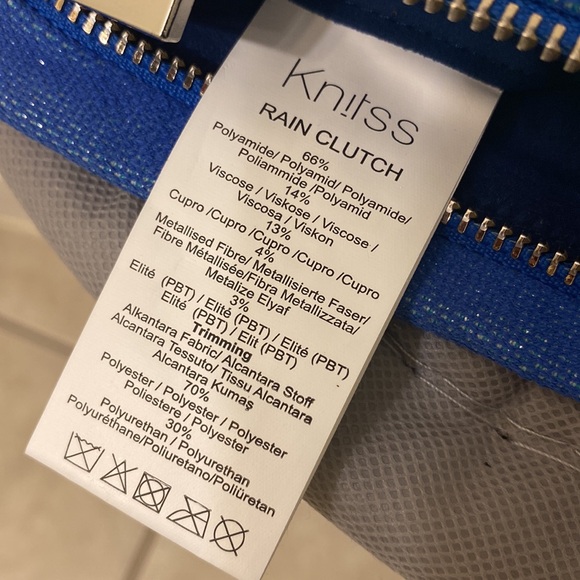 Knitss
RAIN CLUTCH
66%
Polyamide/ Polyamid/ Polyamide/
Poliammide /Polyamid
14%
Viscose / Viskose / Viscose /
Viscosa / Viskon
13%
Cupro /Cupro /Cupro /Cupro /Cupro
4%
Metallised Fibre/ Metallisierte Faser/
Fibre Métallisée/Fibre Metallizzata/
Metalize Elyaf
3%
Elité (PBT) / Elité (PBT) / Elité (PBT)
Elité (PBT) / Elit (PBT)
Trimming
Alkantara Fabric/ Alcantara Stoff
Alcantara Tessuto/ Tissu Alcantara
Alcantara Kumaş
70%
Polyester / Polyester / Polyester
Poliestere / Polyester
30%
Polyurethan / Polyurethan
Polyuréthane/Poliuretano/Poliüretan